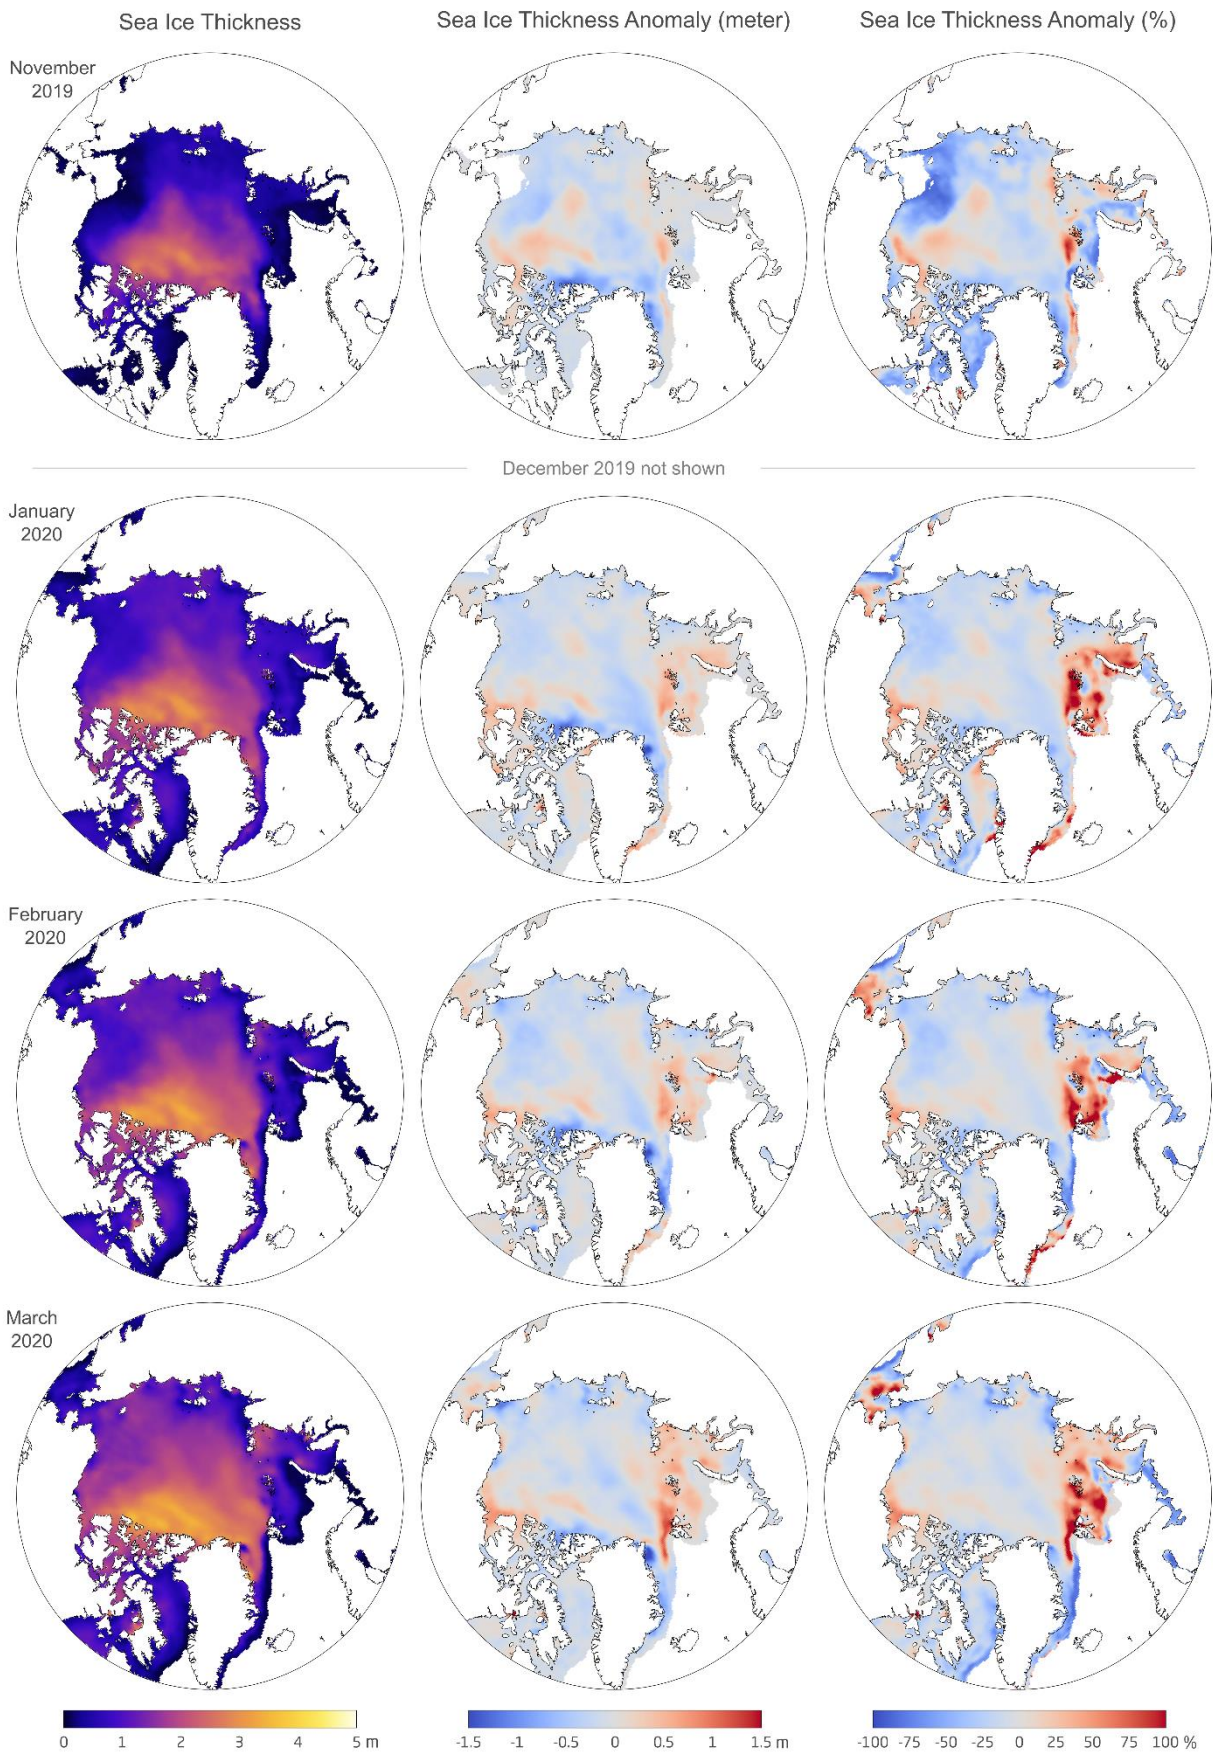 Sea Ice Thickness
Sea Ice Thickness Anomaly (meter)
Sea Ice Thickness Anomaly (%)
November
2019
December 2019 not shown
January
2020
February
2020
March
2020
0 1 2 3 4 5 m
-1.5 -1 -0.5 0 0.5 1 1.5 m
-100 -75 -50 -25 0 25 50 75 100 %